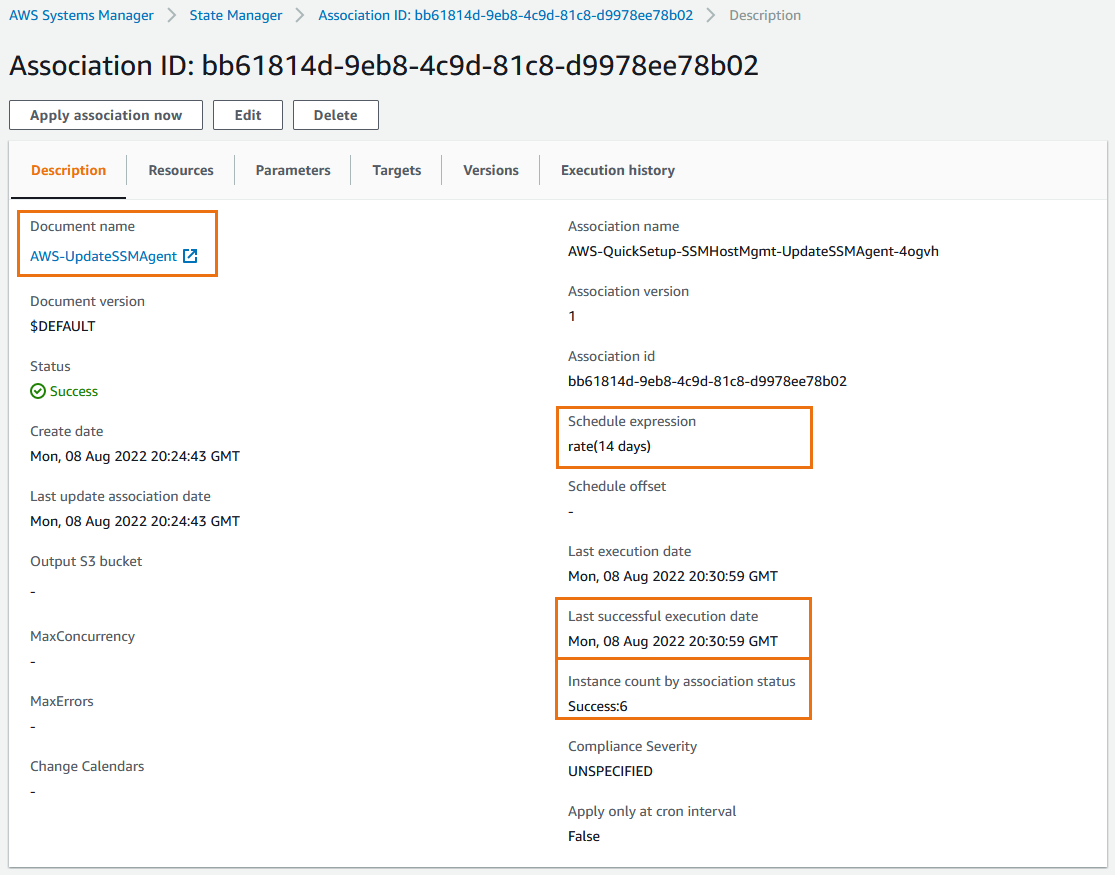 AWS Systems Manager > State Manager > Association ID: bb61814d-9eb8-4c9d-81c8-d9978ee78b02 > Description
Association ID: bb61814d-9eb8-4c9d-81c8-d9978ee78b02
Apply association now Edit Delete
Description Resources Parameters Targets Versions Execution history
Document name
AWS-UpdateSSMAgent
Document version
$DEFAULT
Status
Success
Create date
Mon, 08 Aug 2022 20:24:43 GMT
Last update association date
Mon, 08 Aug 2022 20:24:43 GMT
Output S3 bucket
-
MaxConcurrency
-
MaxErrors
-
Change Calendars
-
Association name
AWS-QuickSetup-SSMHostMgmt-UpdateSSMAgent-4ogvh
Association version
1
Association id
bb61814d-9eb8-4c9d-81c8-d9978ee78b02
Schedule expression
rate(14 days)
Schedule offset
-
Last execution date
Mon, 08 Aug 2022 20:30:59 GMT
Last successful execution date
Mon, 08 Aug 2022 20:30:59 GMT
Instance count by association status
Success:6
Compliance Severity
UNSPECIFIED
Apply only at cron interval
False